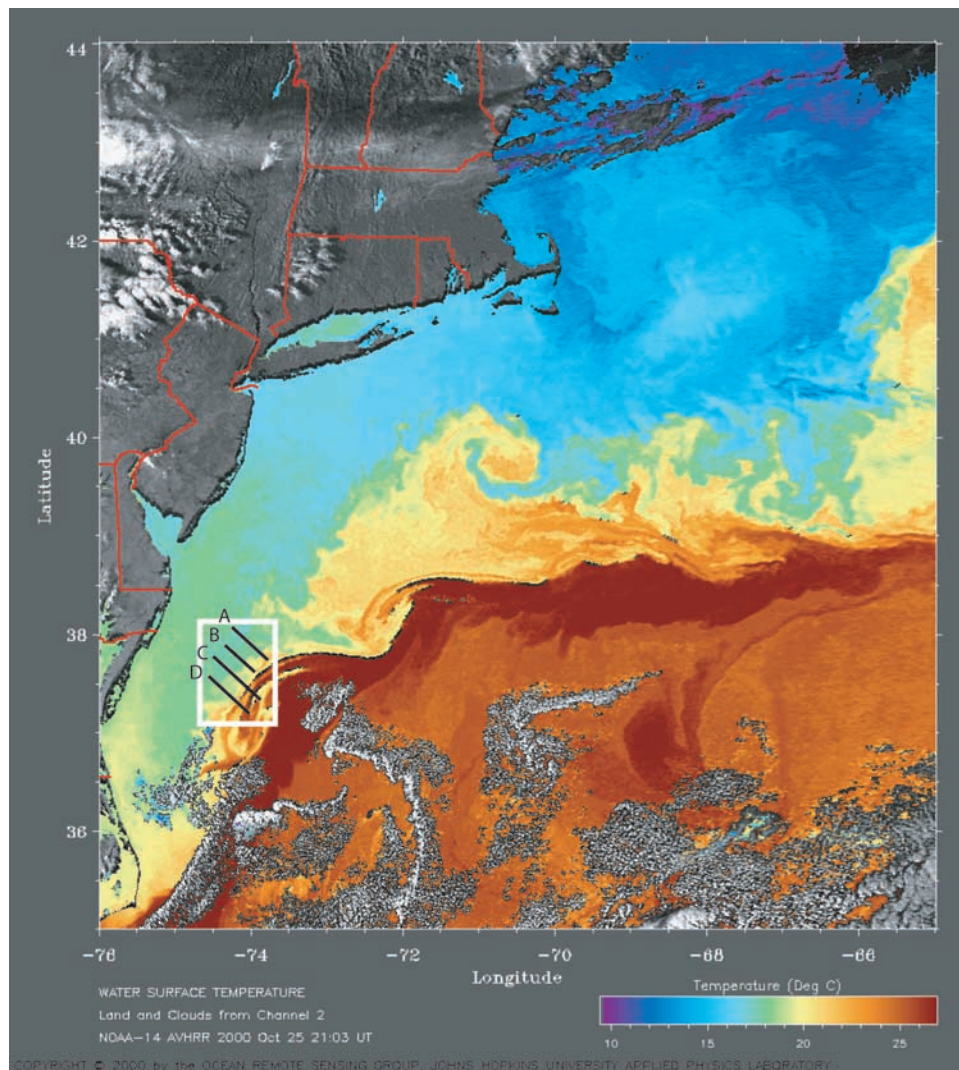 44
42
40
38
36
Latitude
A
B
C
D
-76 -74 -72 -70 -68 -66
Longitude
WATER SURFACE TEMPERATURE
Land and Clouds from Channel 2
NOAA-14 AVHRR 2000 Oct 25 21:03 UT
Temperature (Deg C)
10 15 20 25
COPYRIGHT © 2000 by the OCEAN REMOTE SENSING GROUP, JOHNS HOPKINS UNIVERSITY APPLIED PHYSICS LABORATORY